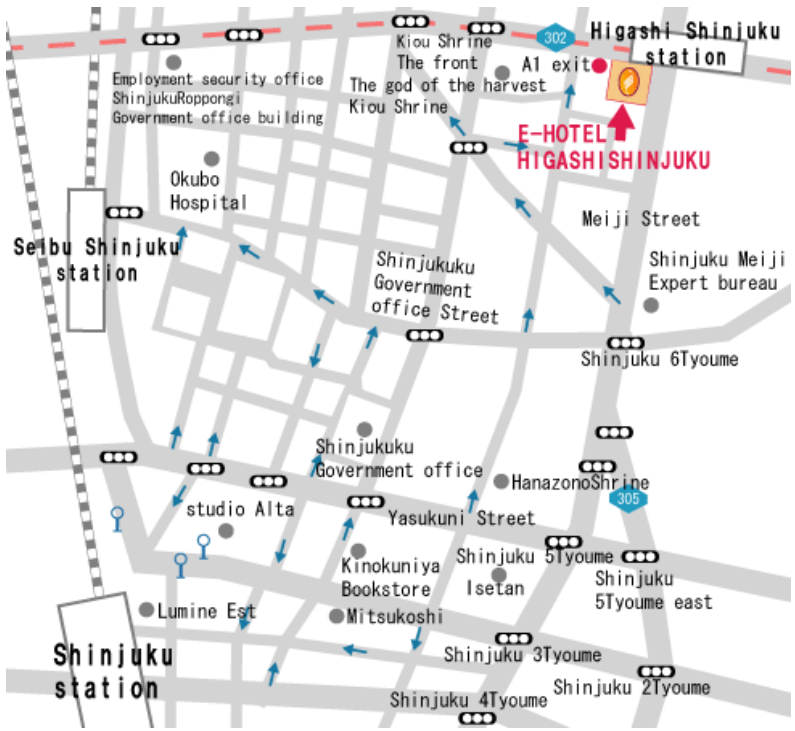 302
Higashi Shinjuku
station
Kiou Shrine
The front
The god of the harvest
Kiou Shrine
A1 exit
Employment security office
ShinjukuRoppongi
Government office building
E-HOTEL
HIGASHISHINJUKU
Okubo
Hospital
Meiji Street
Seibu Shinjuku
station
Shinjukuku
Government
office Street
Shinjuku Meiji
Expert bureau
Shinjuku 6Tyoume
Shinjukuku
Government office
HanazonoShrine
305
studio Alta
Yasukuni Street
Kinokuniya
Bookstore
Shinjuku 5Tyoume
Isetan
Shinjuku
5Tyoume east
Lumine Est
Mitsukoshi
Shinjuku
station
Shinjuku 3Tyoume
Shinjuku 2Tyoume
Shinjuku 4Tyoume